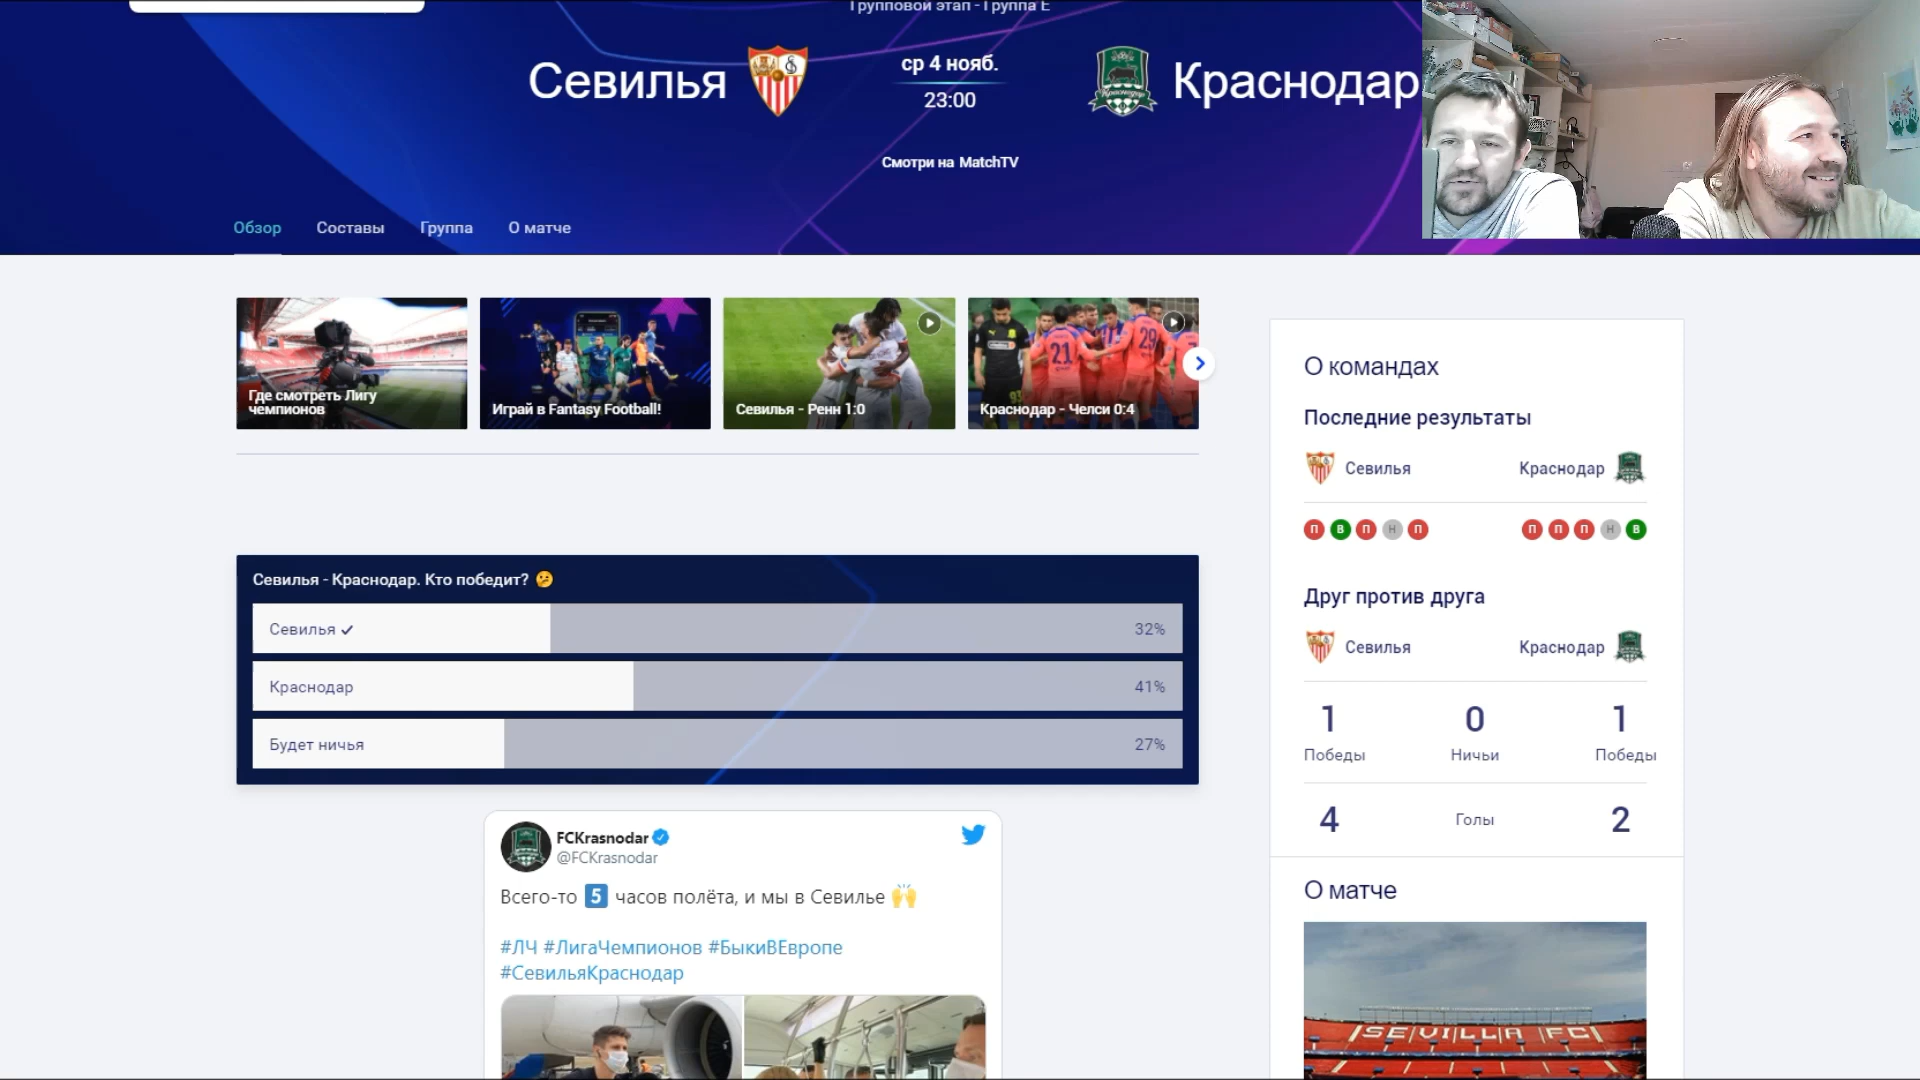 Групповой этап - Группа E
Севилья
ср 4 нояб.
23:00
Краснодар
Смотри на MatchTV
Обзор
Составы
Группа
О матче
Где смотреть Лигу
чемпионов
Играй в Fantasy Football!
Севилья - Ренн 1:0
21
29
93
Краснодар - Челси 0:4
Севилья - Краснодар. Кто победит? 🤔
Севилья ✓
32%
Краснодар
41%
Будет ничья
27%
FCKrasnodar
@FCKrasnodar
Всего-то 5️⃣ часов полёта, и мы в Севилье 🙌
#ЛЧ #ЛигаЧемпионов #БыкиВЕвропе
#СевильяКраснодар
О командах
Последние результаты
Севилья
Краснодар
П В П Н П
П П П Н В
Друг против друга
Севилья
Краснодар
1
0
1
Победы
Ничьи
Победы
4
Голы
2
О матче
SEVILLA FC